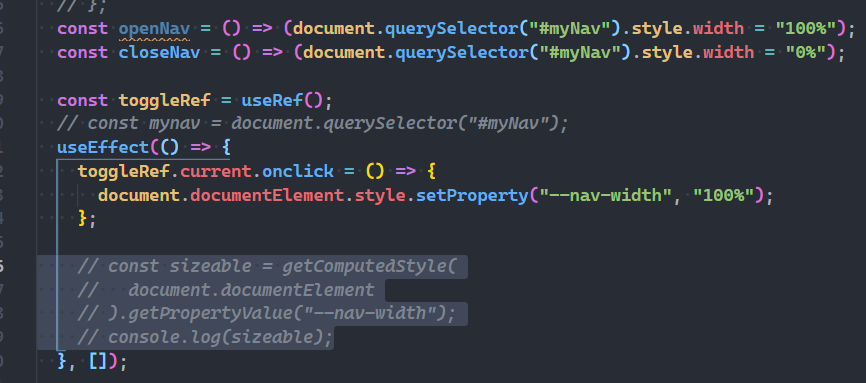 // };
const openNav = () => (document.querySelector("#myNav").style.width = "100%");
const closeNav = () => (document.querySelector("#myNav").style.width = "0%");
const toggleRef = useRef();
// const mynav = document.querySelector("#myNav");
useEffect(() => {
toggleRef.current.onclick = () => {
document.documentElement.style.setProperty("--nav-width", "100%");
};
// const sizeable = getComputedStyle(
//   document.documentElement
// ).getPropertyValue("--nav-width");
// console.log(sizeable);
}, []);